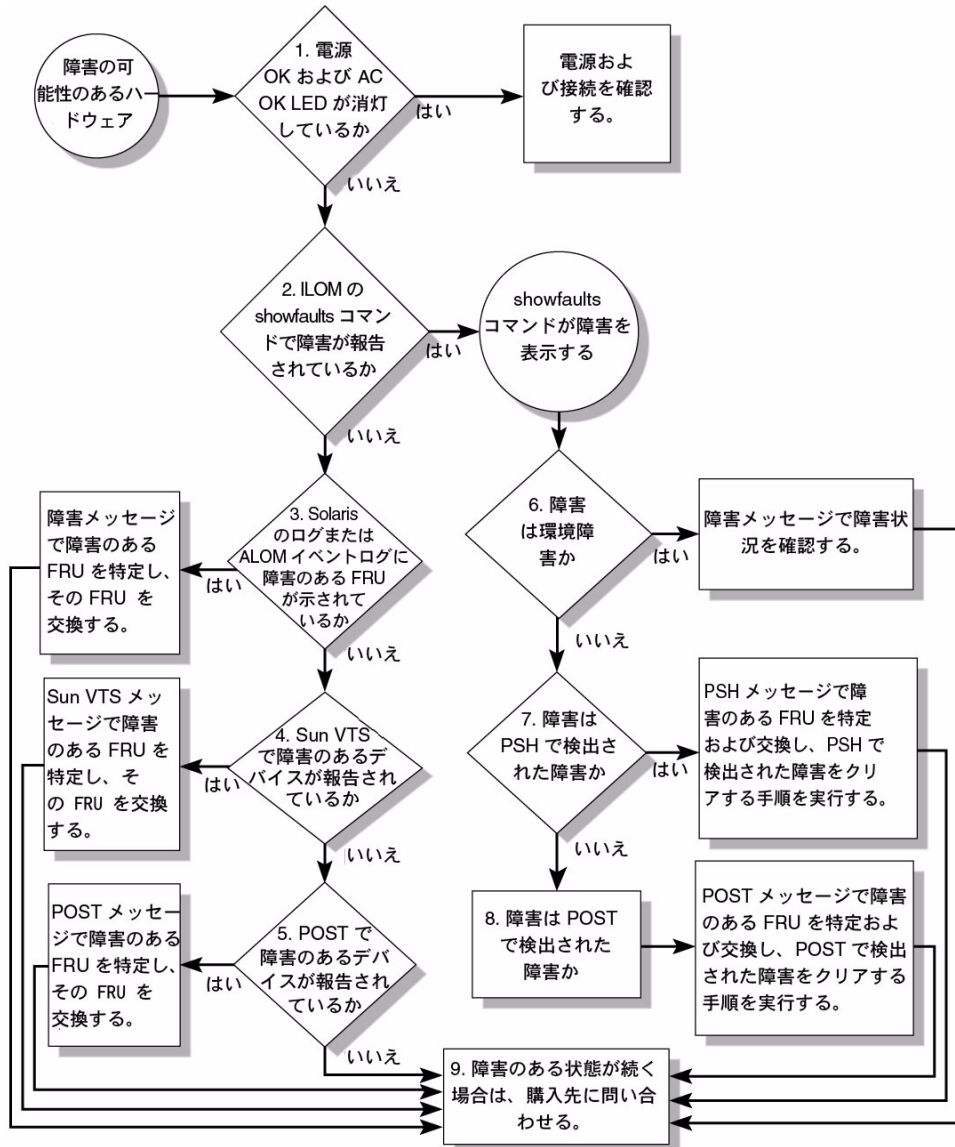 障害の可
能性のあるハー
ドウェア
1. 電源
OK および AC
OK LED が消灯
しているか
はい
電源およ
び接続を確認
する。
いいえ
2. ILOM の
showfaults コマン
ドで障害が報告
されているか
はい
showfaults
コマンドが障害を
表示する
いいえ
3. Solaris
のログまたは
ALOM イベントログに
障害のある FRU
が示されて
いるか
はい
障害メッセージ
で障害のある
FRU を特定し、
その FRU を
交換する。
いいえ
4. Sun VTS
で障害のあるデ
バイスが報告され
ているか
はい
Sun VTS メ
ッセージで障害
のある FRU を
特定し、そ
の FRU を交換
する。
いいえ
5. POST で
障害のあるデバイ
スが報告されて
いるか
はい
POST メッセー
ジで障害のある
FRU を特定し、
その FRU を
交換する。
いいえ
6. 障害
は環境障
害か
はい
障害メッセージで障害状
況を確認する。
いいえ
7. 障害は
PSH で検出さ
れた障害か
はい
PSH メッセージで障
害のある FRU を特定
および交換し、PSH で
検出された障害をクリ
アする手順を実行する。
いいえ
8. 障害は POST
で検出された
障害か
POST メッセージで障害
のある FRU を特定およ
び交換し、POST で検出
された障害をクリアする
手順を実行する。
9. 障害のある状態が続く
場合は、購入先に問い合
わせる。